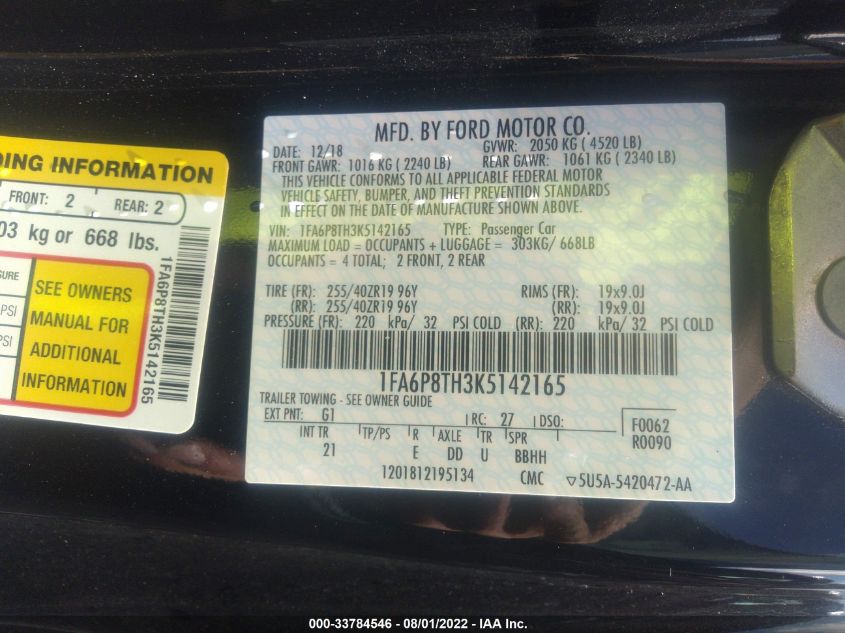 DING INFORMATION
FRONT: 2
REAR: 2
03 kg or 668 lbs.
SURE
PSI
PSI
SEE OWNERS
MANUAL FOR
ADDITIONAL
INFORMATION
1FA6P8TH3K5142165
MFD. BY FORD MOTOR CO.
DATE: 12/18 GVWR: 2050 KG ( 4520 LB)
FRONT GAWR: 1016 KG ( 2240 LB) REAR GAWR: 1061 KG ( 2340 LB)
THIS VEHICLE CONFORMS TO ALL APPLICABLE FEDERAL MOTOR
VEHICLE SAFETY, BUMPER, AND THEFT PREVENTION STANDARDS
IN EFFECT ON THE DATE OF MANUFACTURE SHOWN ABOVE.
VIN: 1FA6P8TH3K5142165 TYPE: Passenger Car
MAXIMUM LOAD = OCCUPANTS + LUGGAGE = 303KG/ 668LB
OCCUPANTS = 4 TOTAL; 2 FRONT, 2 REAR
TIRE (FR): 255/40ZR19 96Y RIMS (FR): 19x9.0J
(RR): 255/40ZR19 96Y (RR): 19x9.0J
PRESSURE (FR): 220 kPa/ 32 PSI COLD (RR): 220 kPa/ 32 PSI COLD
1FA6P8TH3K5142165
TRAILER TOWING - SEE OWNER GUIDE
EXT PNT: G1 RC: 27 DSO: F0062
INT TR TP/PS R AXLE TR SPR R0090
21 E DD U BBHH
1201812195134 CMC ▽5U5A-5420472-AA
000-33784546 - 08/01/2022 - IAA Inc.